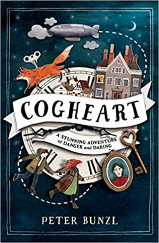 COGHEART
A STUNNING ADVENTURE
OF DANGER AND DARING
PETER BUNZL